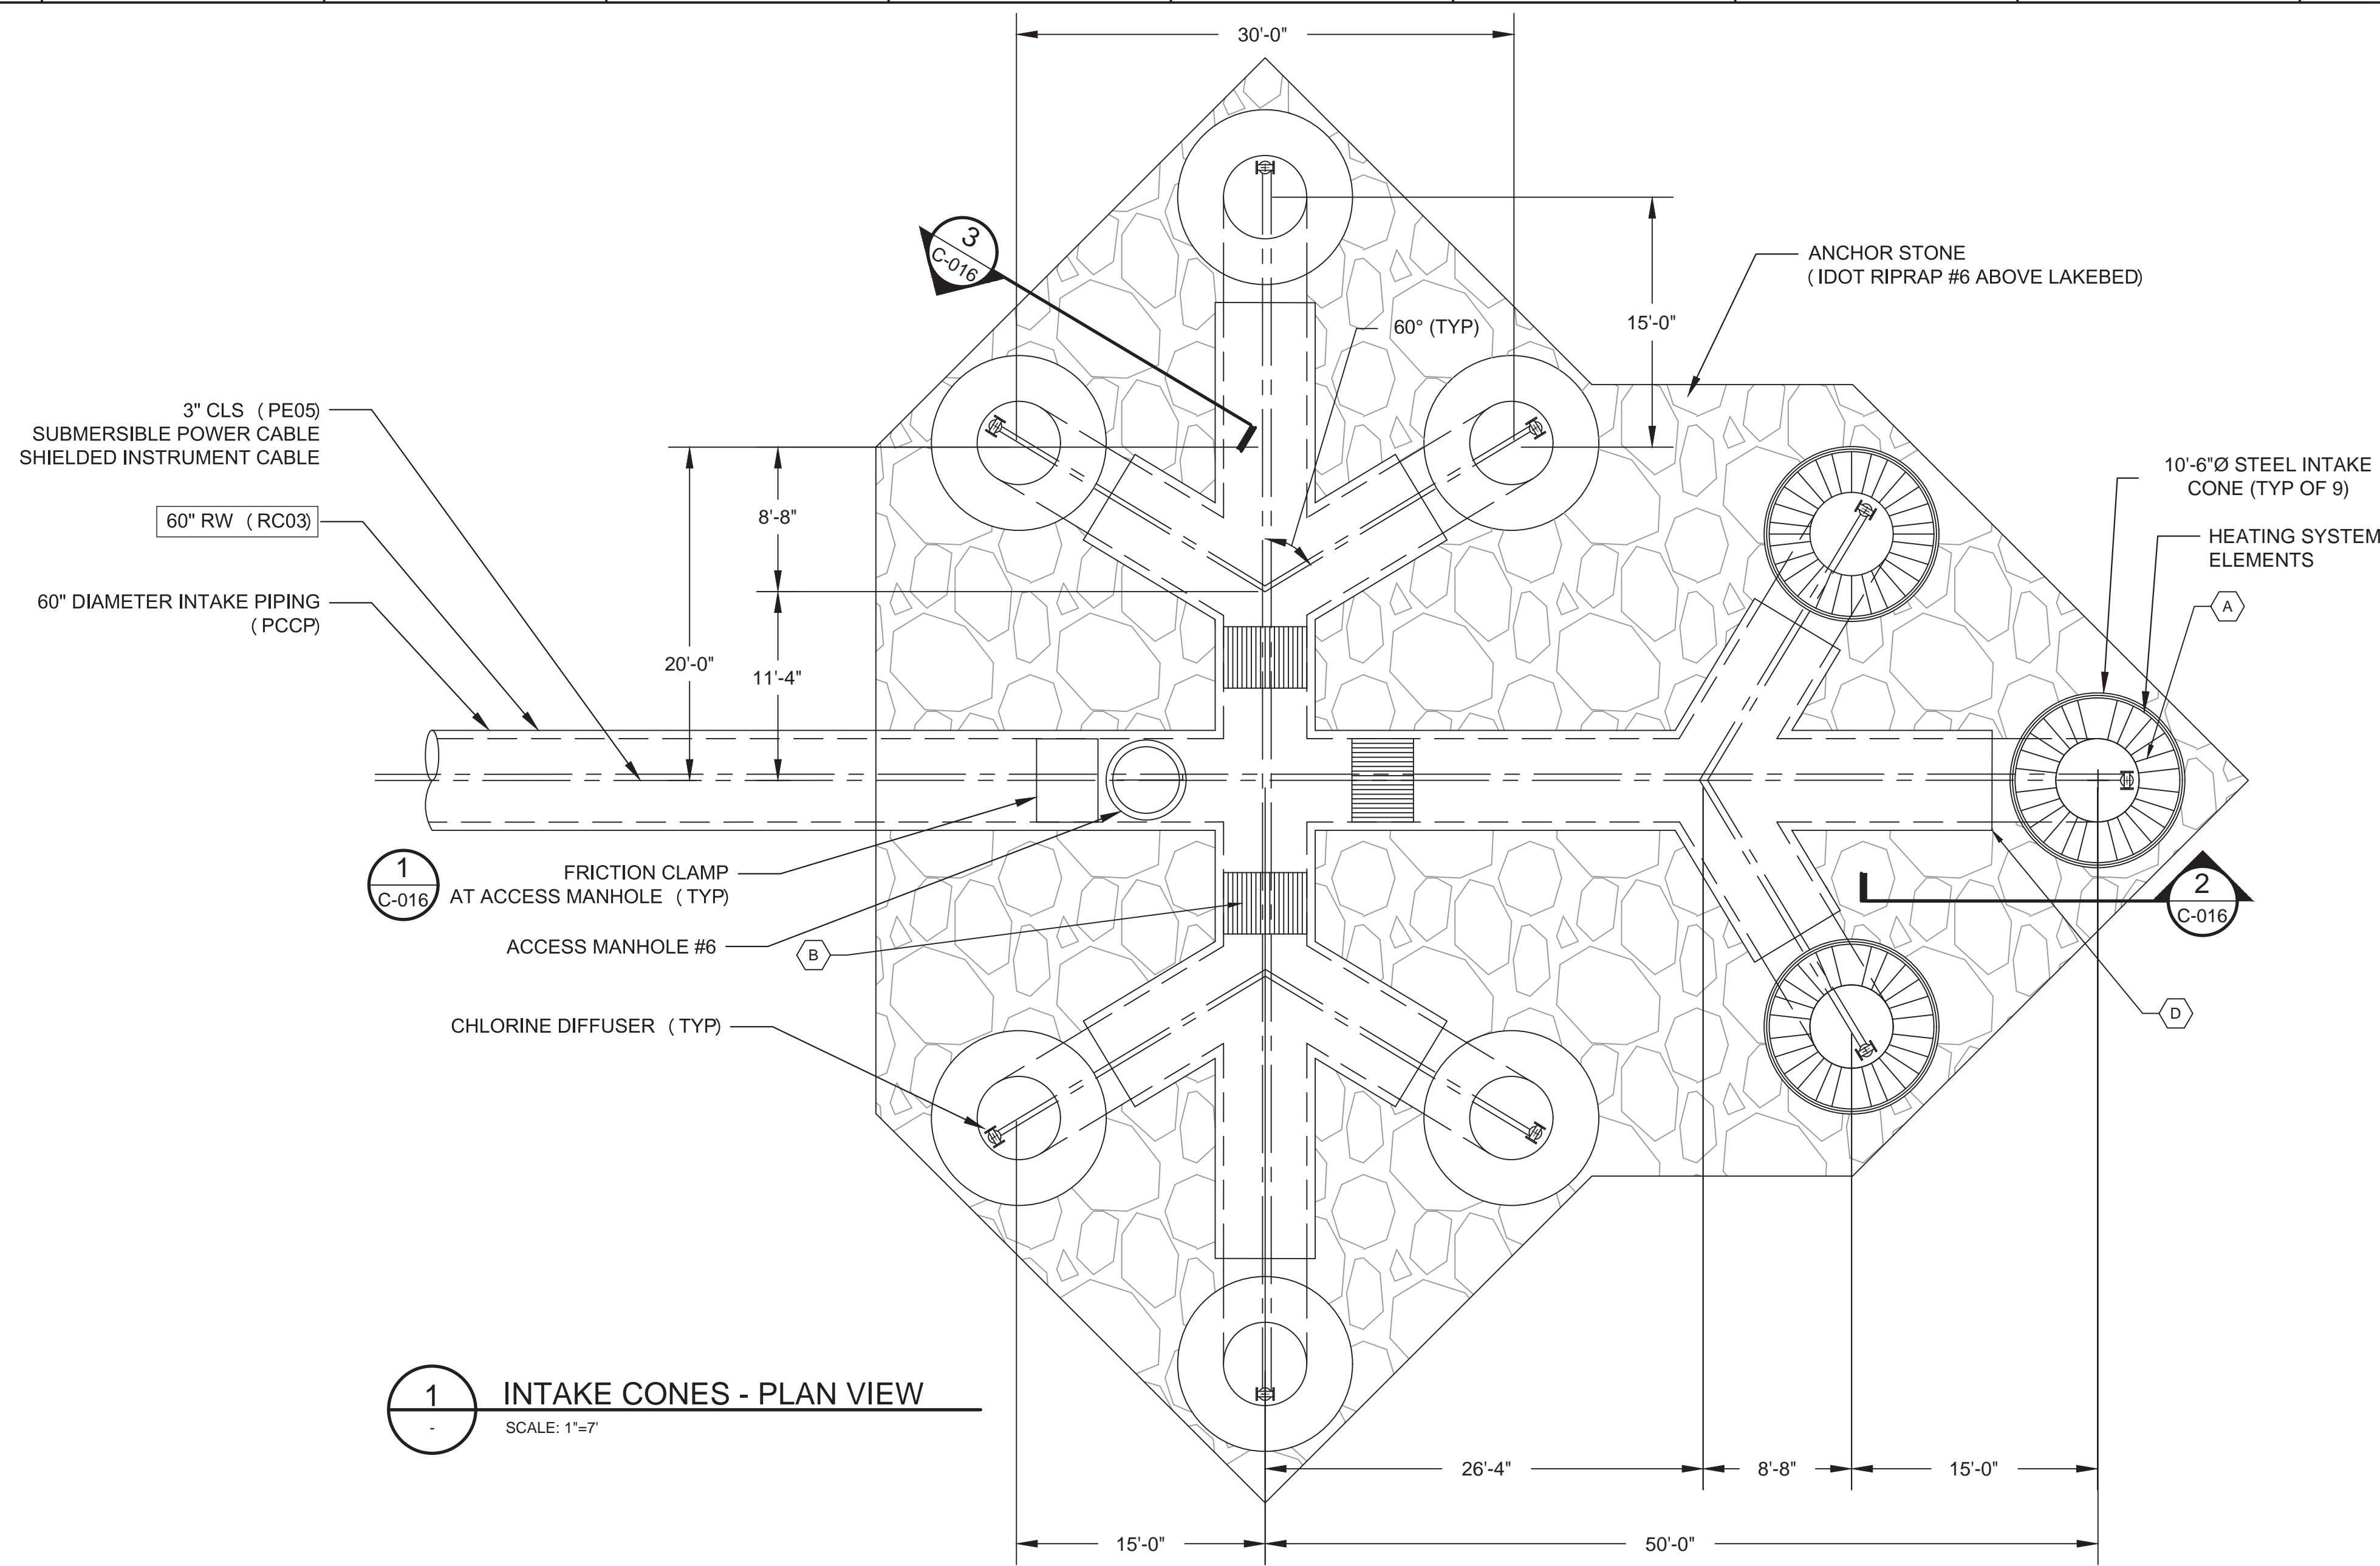 30'-0"
3
C-016
ANCHOR STONE
( IDOT RIPRAP #6 ABOVE LAKEBED)
15'-0"
60° (TYP)
3" CLS ( PE05)
SUBMERSIBLE POWER CABLE
SHIELDED INSTRUMENT CABLE
10'-6"Ø STEEL INTAKE
CONE (TYP OF 9)
60" RW ( RC03)
8'-8"
HEATING SYSTEM
ELEMENTS
60" DIAMETER INTAKE PIPING
( PCCP)
A
20'-0"
11'-4"
1
C-016
FRICTION CLAMP
AT ACCESS MANHOLE ( TYP)
2
C-016
ACCESS MANHOLE #6
B
D
CHLORINE DIFFUSER ( TYP)
1
-
INTAKE CONES - PLAN VIEW
SCALE: 1"=7'
26'-4"
8'-8"
15'-0"
15'-0"
50'-0"